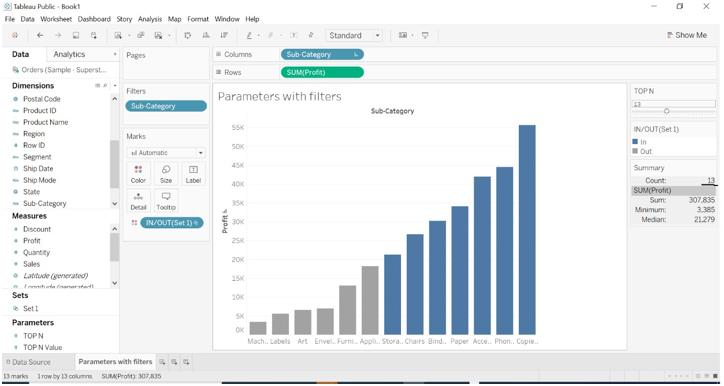 Tableau Public - Book1
File Data Worksheet Dashboard Story Analysis Map Format Window Help
Standard
Show Me
Data Analytics
Orders (Sample - Superst...
Dimensions
Postal Code
Product ID
Product Name
Region
Row ID
Segment
Ship Date
Ship Mode
State
Sub-Category
Measures
Discount
Profit
Quantity
Sales
Latitude (generated)
Longitude (generated)
Sets
Set 1
Parameters
TOP N
TOP N Value
Pages
Filters
Sub-Category
Marks
Automatic
Color Size Label
Detail Tooltip
IN/OUT(Set 1)
Columns Sub-Category
Rows SUM(Profit)
Parameters with filters
Sub-Category
Profit
55K
50K
45K
40K
35K
30K
25K
20K
15K
10K
5K
0K
Mach.. Labels Art Envel.. Furni.. Appli.. Stora.. Chairs Bind.. Paper Acce.. Phon.. Copie..
TOP N
13
IN/OUT(Set 1)
In
Out
Summary
Count: 13
SUM(Profit)
Sum: 307,835
Minimum: 3,385
Median: 21,279
Data Source Parameters with filters
13 marks 1 row by 13 columns SUM(Profit): 307,835